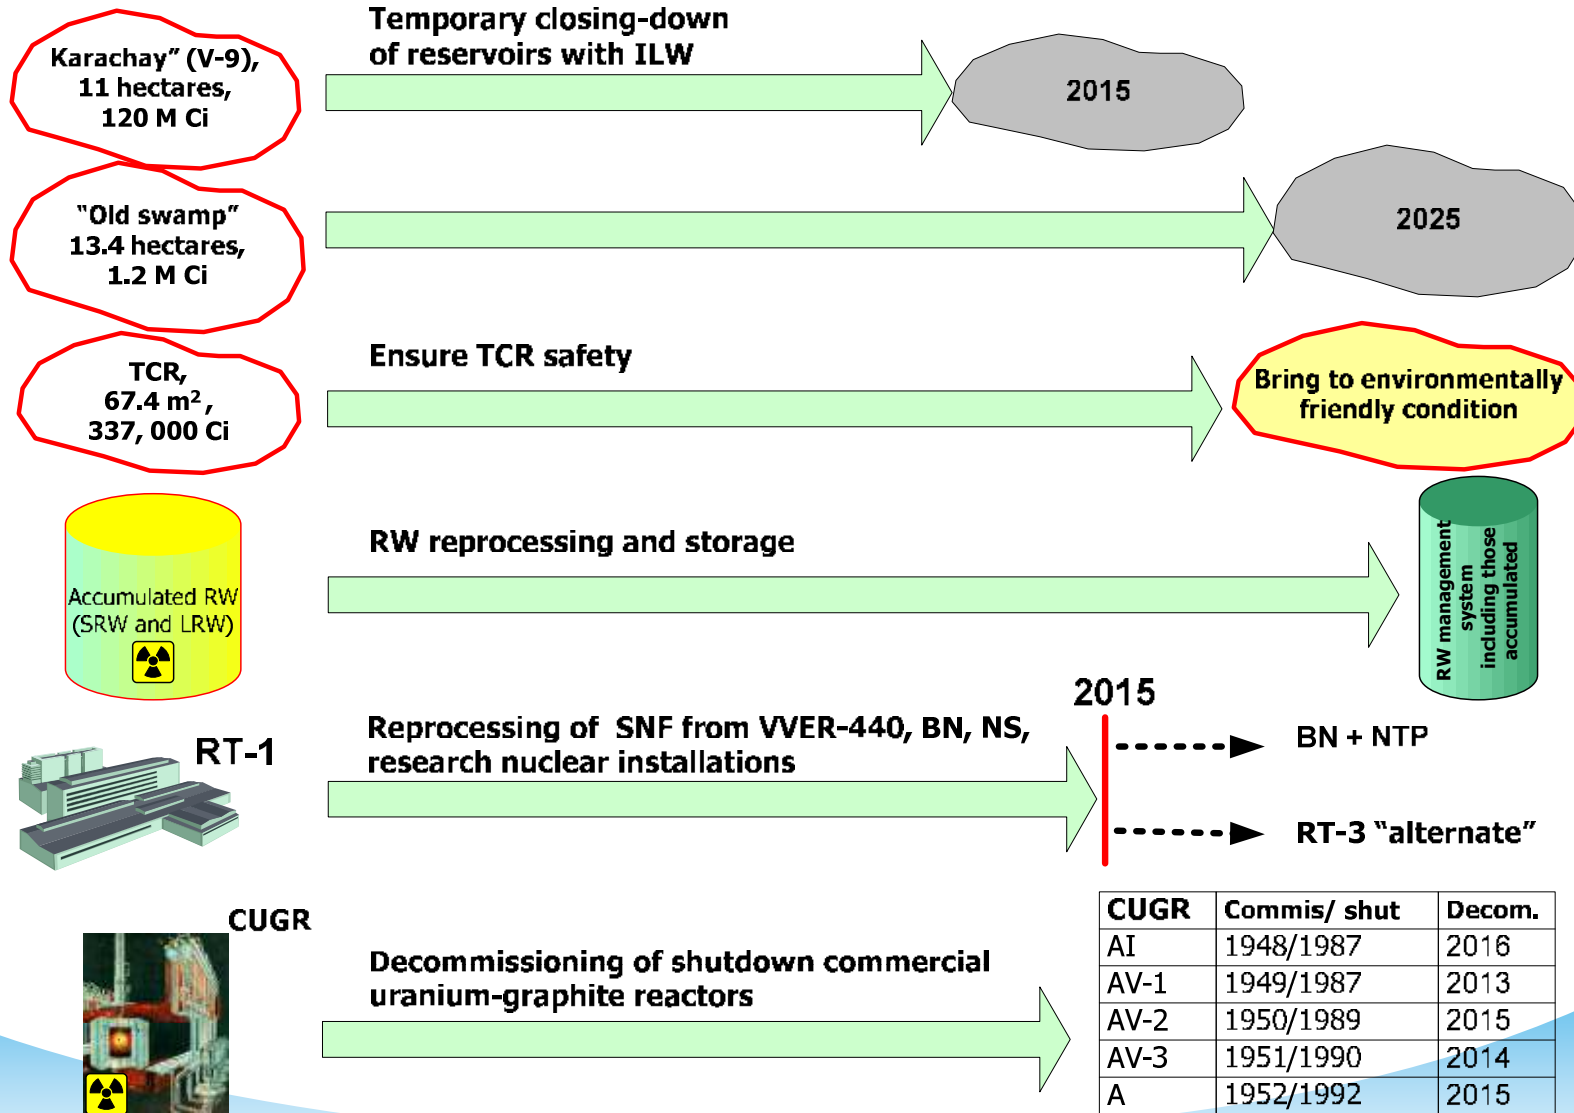 Temporary closing-down
of reservoirs with ILW
Karachay” (V-9),
11 hectares,
120 M Ci
2015
“Old swamp”
13.4 hectares,
1.2 M Ci
2025
TCR,
67.4 m²,
337, 000 Ci
Ensure TCR safety
Bring to environmentally
friendly condition
Accumulated RW
(SRW and LRW)
RW reprocessing and storage
RW management
system
including those
accumulated
RT-1
Reprocessing of SNF from VVER-440, BN, NS,
research nuclear installations
2015
BN + NTP
RT-3 “alternate”
CUGR
Decommissioning of shutdown commercial
uranium-graphite reactors
CUGR Commis/ shut Decom.
AI 1948/1987 2016
AV-1 1949/1987 2013
AV-2 1950/1989 2015
AV-3 1951/1990 2014
A 1952/1992 2015